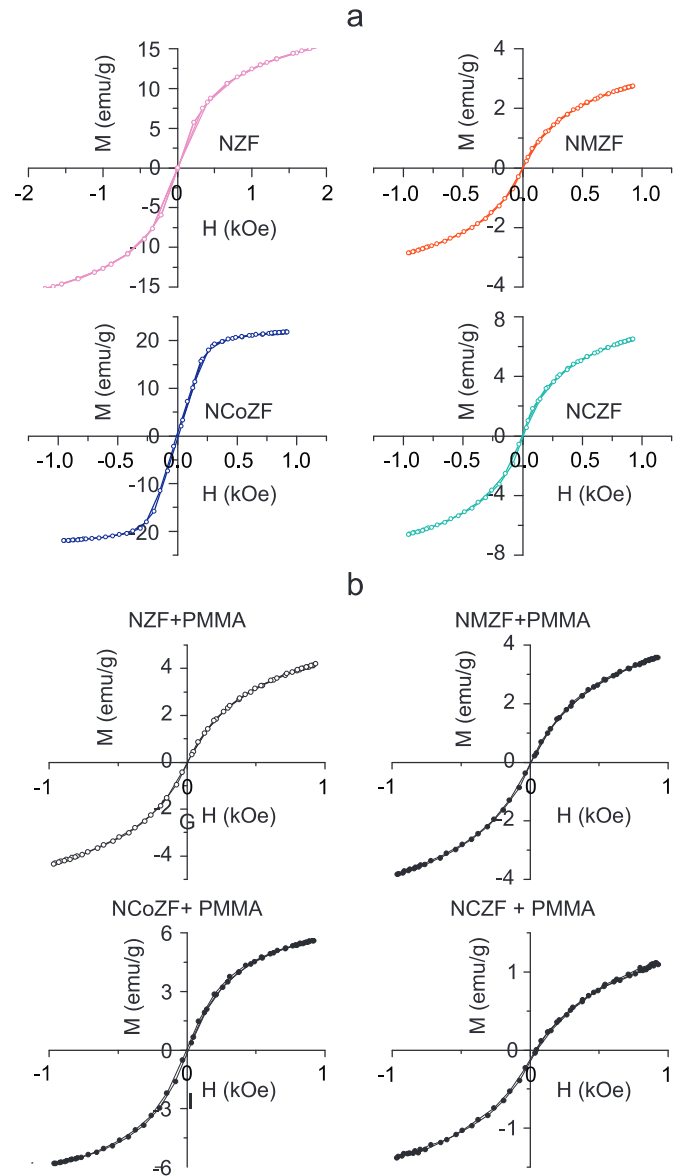 a
M (emu/g)
15
10
5
0
-5
-10
-15
NZF
-2
-1
0
1
2
H (kOe)
M (emu/g)
4
2
0
-2
-4
NMZF
-1.0
-0.5
0.0
0.5
1.0
H (kOe)
M (emu/g)
20
10
0
-10
-20
NCoZF
-1.0
-0.5
0.0
0.5
1.0
H (kOe)
M (emu/g)
8
4
0
-4
-8
NCZF
-1.0
-0.5
0.0
0.5
1.0
H (kOe)
b
NZF+PMMA
M (emu/g)
4
2
0
-2
-4
-1
0
1
H (kOe)
G
NMZF+PMMA
M (emu/g)
4
2
0
-2
-4
-1
0
1
H (kOe)
NCoZF+ PMMA
M (emu/g)
6
3
0
-3
-6
-1
0
1
H (kOe)
I
NCZF + PMMA
M (emu/g)
1
0
-1
-1
0
1
H (kOe)